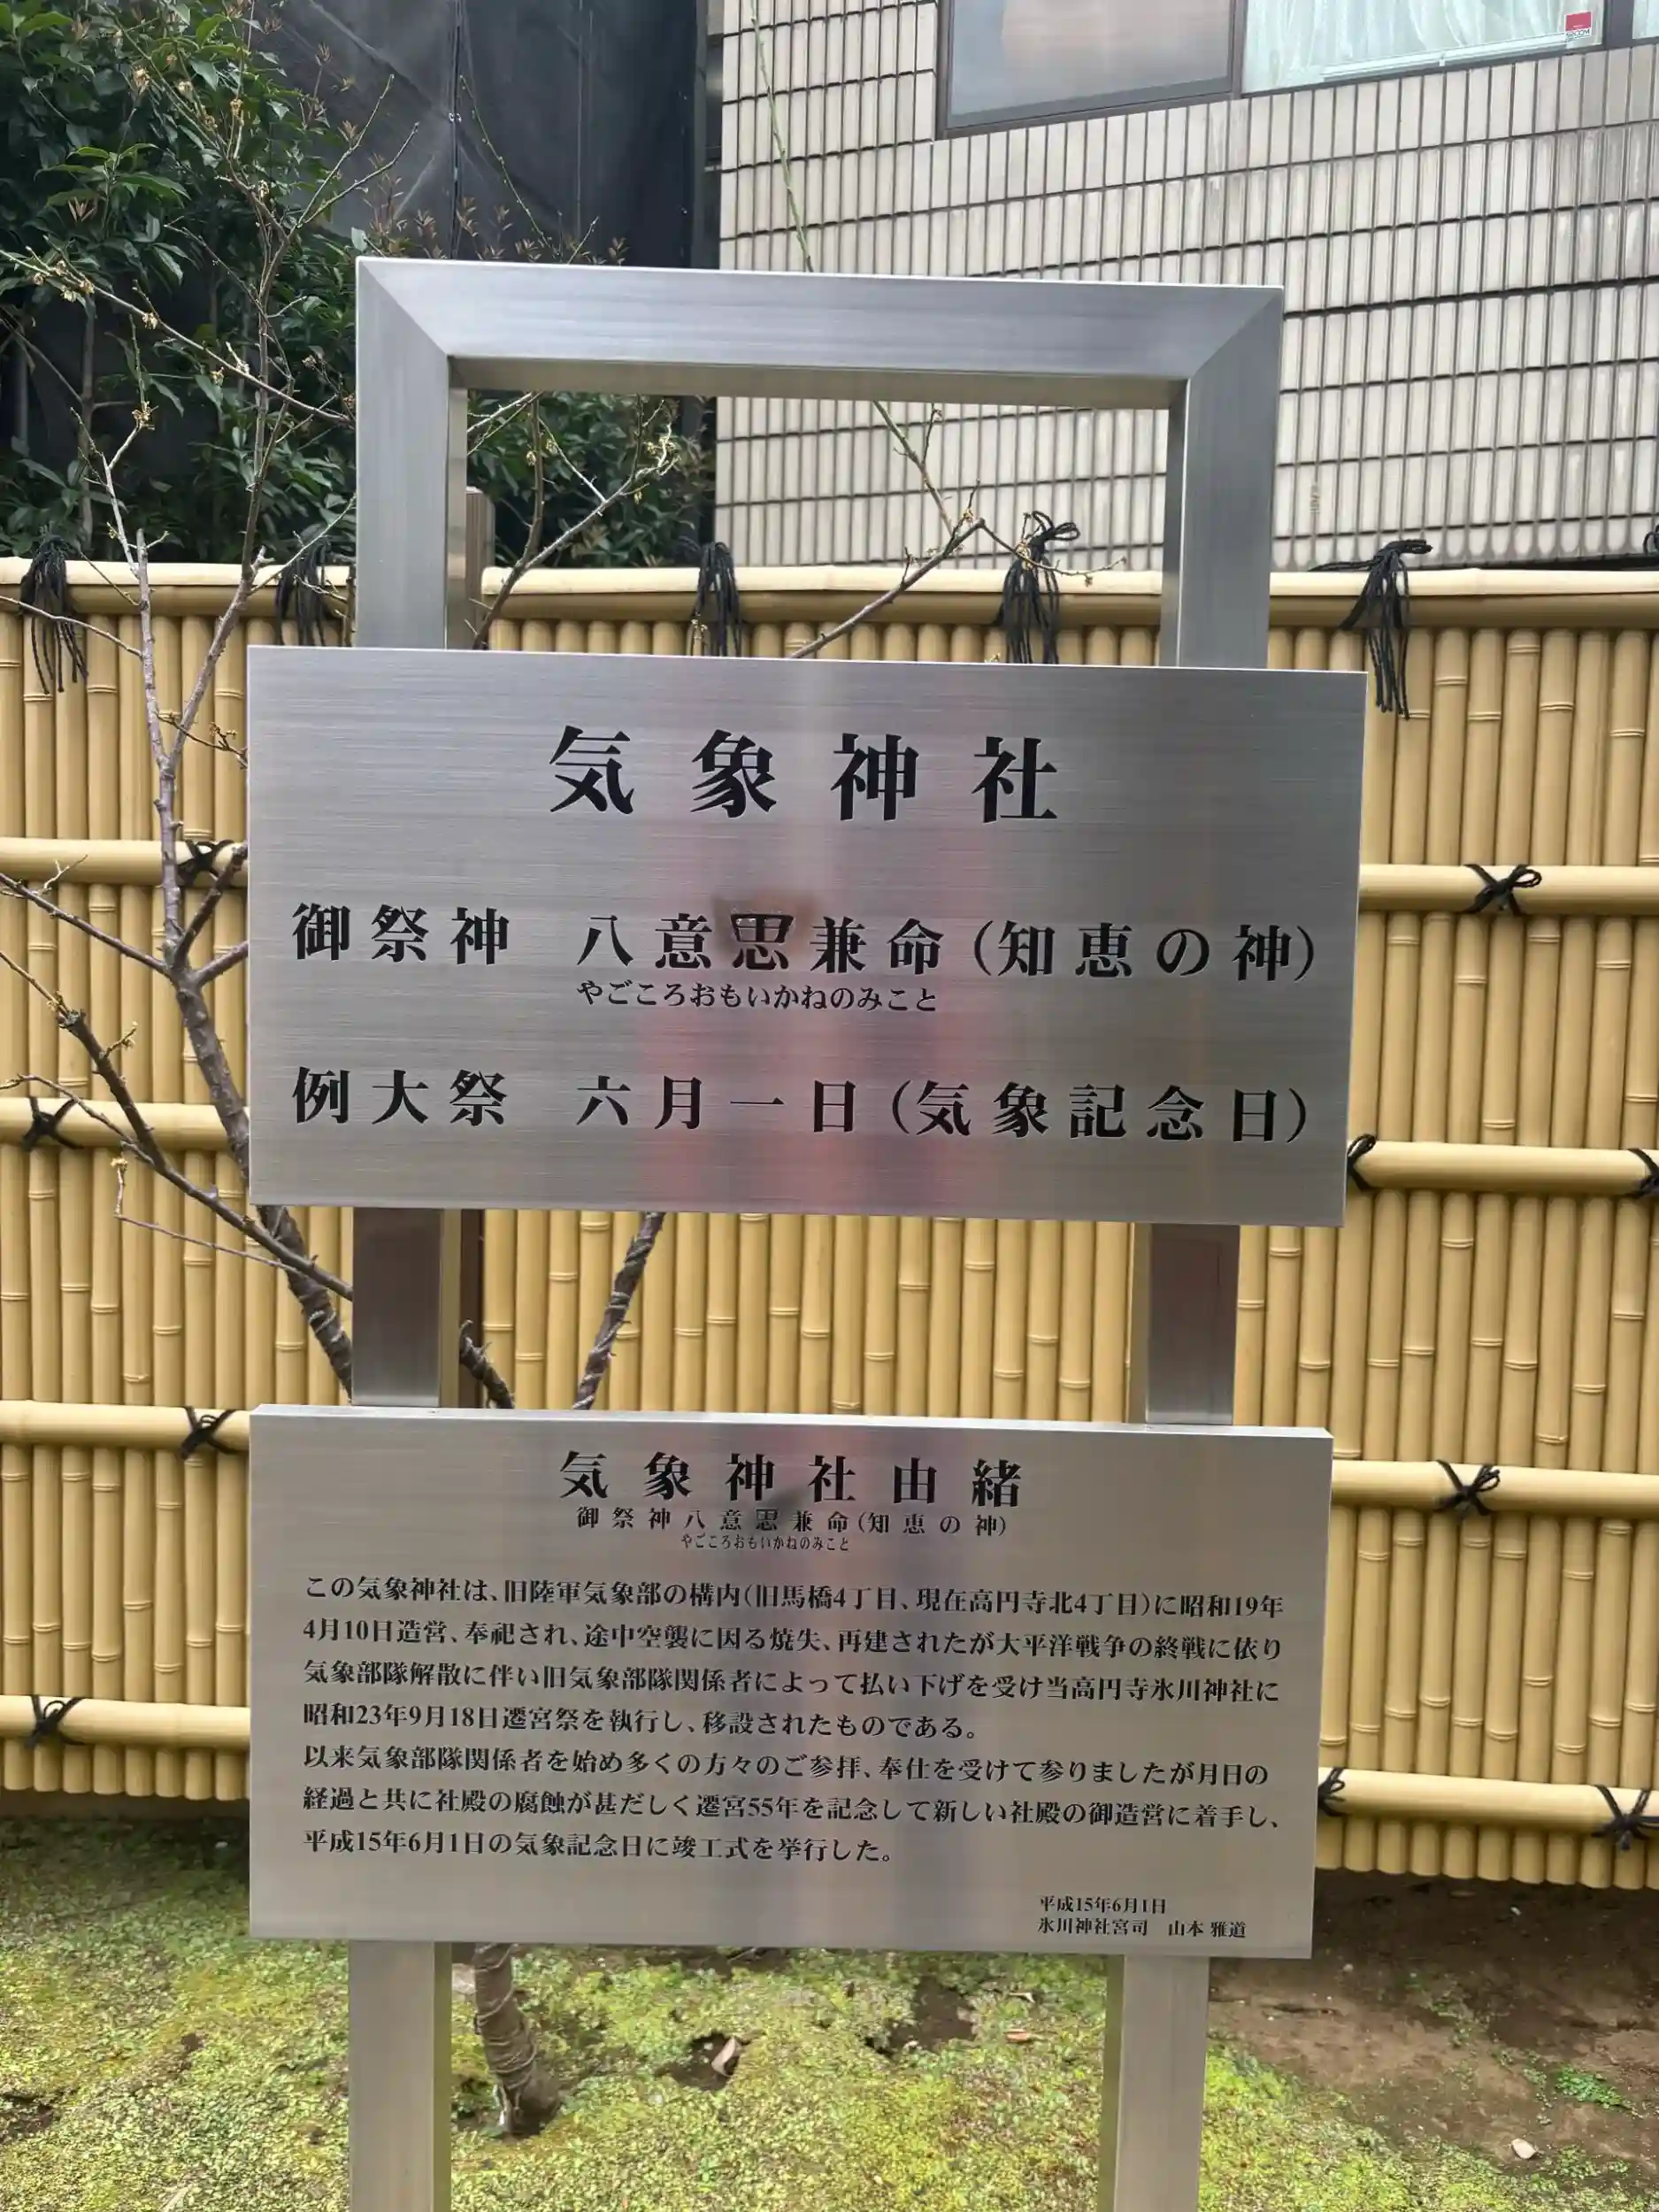 気象神社
御祭神 八意思兼命(知恵の神)
やごころおもいかねのみこと
例大祭 六月一日(気象記念日)
気象神社由緒
御祭神八意思兼命(知恵の神)
やごころおもいかねのみこと
この気象神社は、旧陸軍気象部の構内(旧馬橋4丁目、現在高円寺北4丁目)に昭和19年
4月10日造営、奉祀され、途中空襲に因る焼失、再建されたが大平洋戦争の終戦に依り
気象部隊解散に伴い旧気象部隊関係者によって払い下げを受け当高円寺氷川神社に
昭和23年9月18日遷宮祭を執行し、移設されたものである。
以来気象部隊関係者を始め多くの方々のご参拝、奉仕を受けて参りましたが月日の
経過と共に社殿の腐蝕が甚だしく遷宮55年を記念して新しい社殿の御造営に着手し、
平成15年6月1日の気象記念日に竣工式を挙行した。
平成15年6月1日
氷川神社宮司 山本 雅道